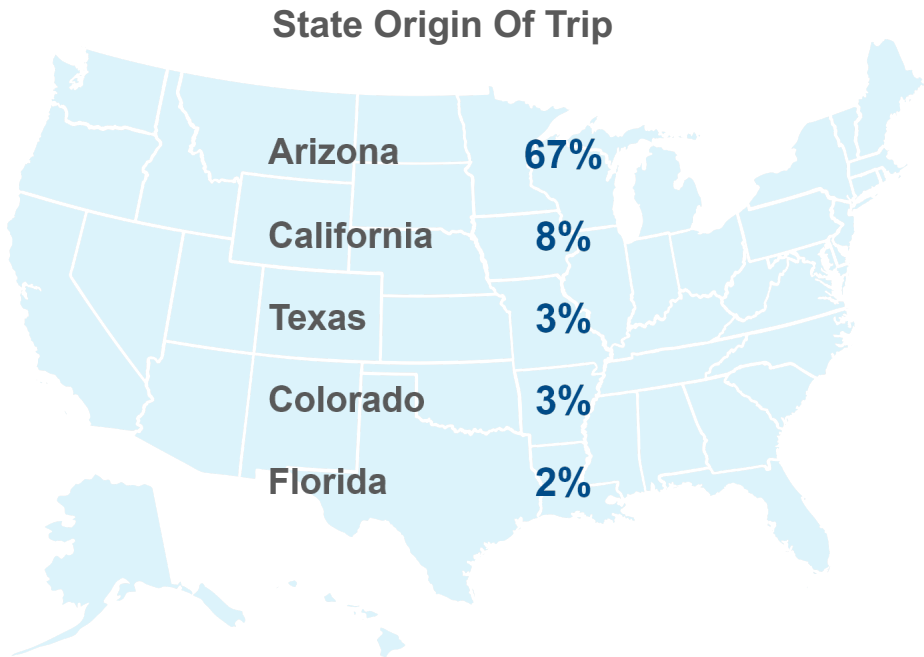 State Origin Of Trip
Arizona 67%
California 8%
Texas 3%
Colorado 3%
Florida 2%